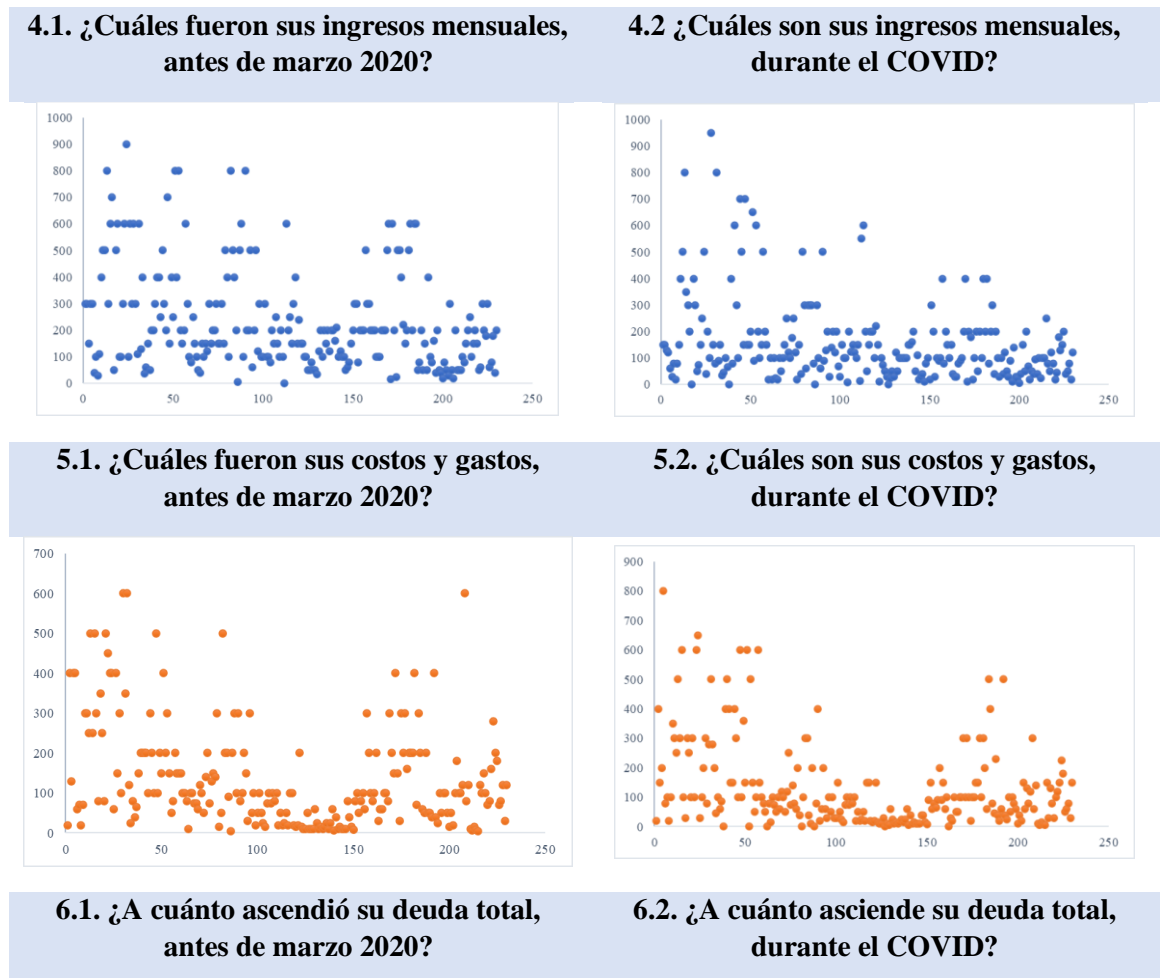 4.1. ¿Cuáles fueron sus ingresos mensuales,
antes de marzo 2020?
4.2 ¿Cuáles son sus ingresos mensuales,
durante el COVID?
1000
900
800
700
600
500
400
300
200
100
0
0 50 100 150 200 250
1000
900
800
700
600
500
400
300
200
100
0
0 50 100 150 200 250
5.1. ¿Cuáles fueron sus costos y gastos,
antes de marzo 2020?
5.2. ¿Cuáles son sus costos y gastos,
durante el COVID?
700
600
500
400
300
200
100
0
0 50 100 150 200 250
900
800
700
600
500
400
300
200
100
0
0 50 100 150 200 250
6.1. ¿A cuánto ascendió su deuda total,
antes de marzo 2020?
6.2. ¿A cuánto asciende su deuda total,
durante el COVID?